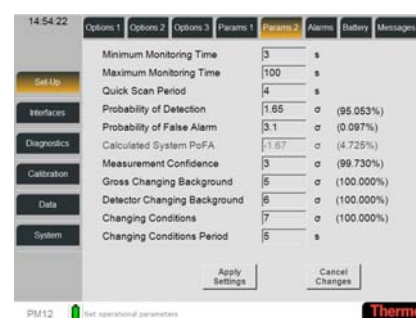 14:54:22
Options 1 Options 2 Options 3 Params 1 Params 2 Alarms Battery Messages
Set-Up
Interfaces
Diagnostics
Calibration
Data
System
Minimum Monitoring Time 3 s
Maximum Monitoring Time 100 s
Quick Scan Period 4 s
Probability of Detection 1.65 σ (95.053%)
Probability of False Alarm 3.1 σ (0.097%)
Calculated System PoFA -1.67 σ (4.725%)
Measurement Confidence 3 σ (99.730%)
Gross Changing Background 5 σ (100.000%)
Detector Changing Background 6 σ (100.000%)
Changing Conditions 7 σ (100.000%)
Changing Conditions Period 5 s
Apply Settings
Cancel Changes
PM12 Set operational parameters Thermo